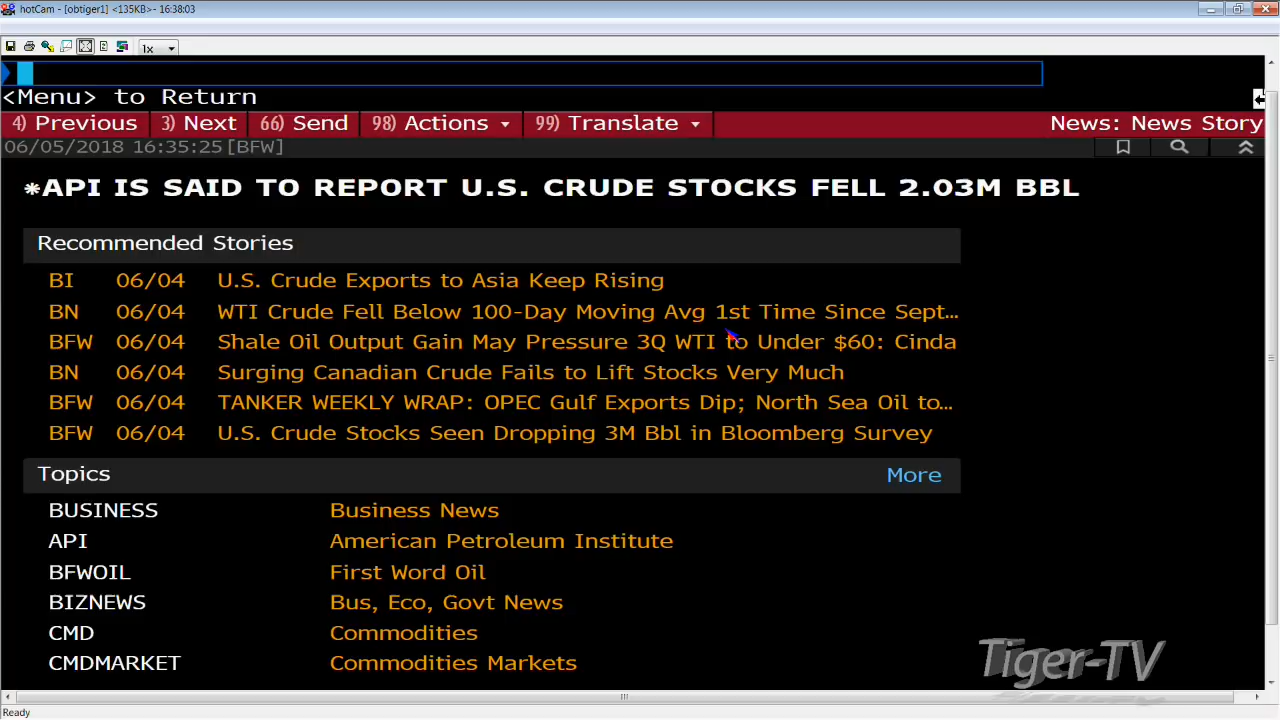 hotCam - [obtiger1] <135KB> - 16:38:03
1x
<Menu> to Return
4) Previous 3) Next 66) Send 98) Actions 99) Translate News: News Story
06/05/2018 16:35:25 [BFW]
*API IS SAID TO REPORT U.S. CRUDE STOCKS FELL 2.03M BBL
Recommended Stories
BI 06/04 U.S. Crude Exports to Asia Keep Rising
BN 06/04 WTI Crude Fell Below 100-Day Moving Avg 1st Time Since Sept...
BFW 06/04 Shale Oil Output Gain May Pressure 3Q WTI to Under $60: Cinda
BN 06/04 Surging Canadian Crude Fails to Lift Stocks Very Much
BFW 06/04 TANKER WEEKLY WRAP: OPEC Gulf Exports Dip; North Sea Oil to...
BFW 06/04 U.S. Crude Stocks Seen Dropping 3M Bbl in Bloomberg Survey
Topics More
BUSINESS Business News
API American Petroleum Institute
BFWOIL First Word Oil
BIZNEWS Bus, Eco, Govt News
CMD Commodities
CMDMARKET Commodities Markets
Tiger-TV
Ready